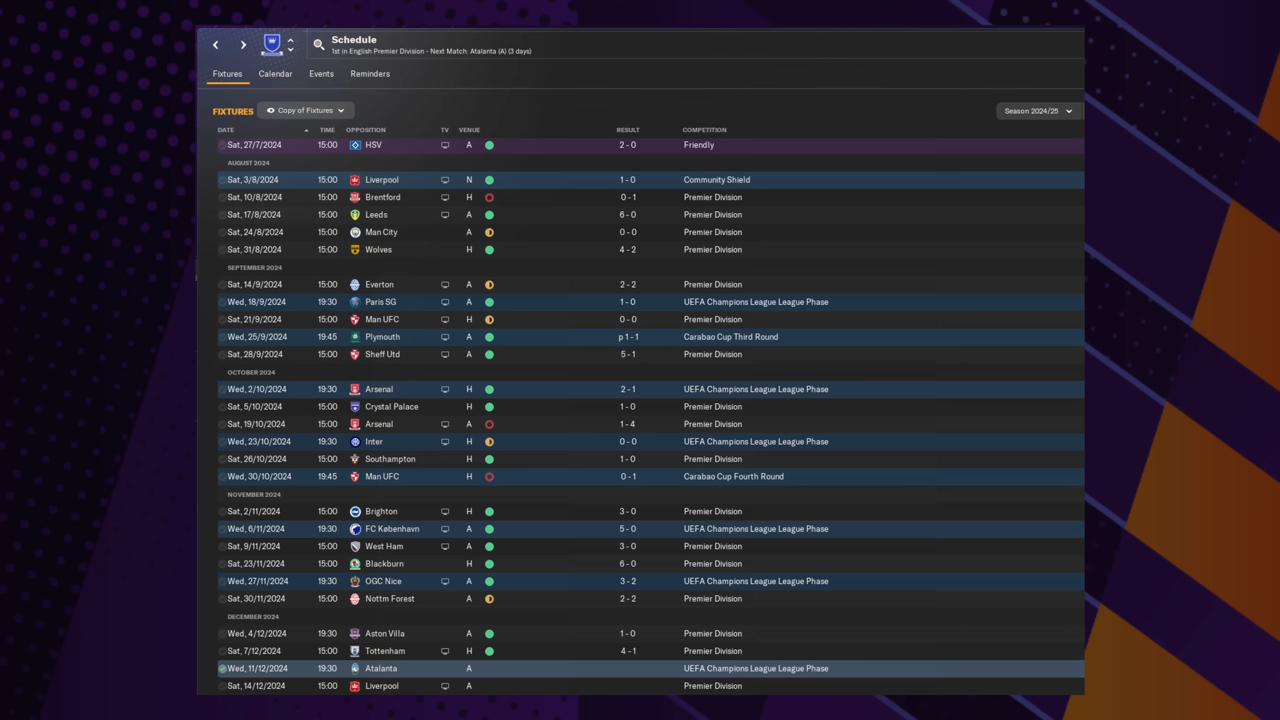 Schedule
1st in English Premier Division - Next Match: Atalanta (A) (3 days)
Fixtures Calendar Events Reminders
FIXTURES Copy of Fixtures Season 2024/25
DATE TIME OPPOSITION TV VENUE RESULT COMPETITION
Sat, 27/7/2024 15:00 HSV A 2 - 0 Friendly
AUGUST 2024
Sat, 3/8/2024 15:00 Liverpool N 1 - 0 Community Shield
Sat, 10/8/2024 15:00 Brentford H 0 - 1 Premier Division
Sat, 17/8/2024 15:00 Leeds A 6 - 0 Premier Division
Sat, 24/8/2024 15:00 Man City A 0 - 0 Premier Division
Sat, 31/8/2024 15:00 Wolves H 4 - 2 Premier Division
SEPTEMBER 2024
Sat, 14/9/2024 15:00 Everton A 2 - 2 Premier Division
Wed, 18/9/2024 19:30 Paris SG A 1 - 0 UEFA Champions League League Phase
Sat, 21/9/2024 15:00 Man UFC H 0 - 0 Premier Division
Wed, 25/9/2024 19:45 Plymouth A p 1 - 1 Carabao Cup Third Round
Sat, 28/9/2024 15:00 Sheff Utd A 5 - 1 Premier Division
OCTOBER 2024
Wed, 2/10/2024 19:30 Arsenal H 2 - 1 UEFA Champions League League Phase
Sat, 5/10/2024 15:00 Crystal Palace H 1 - 0 Premier Division
Sat, 19/10/2024 15:00 Arsenal A 1 - 4 Premier Division
Wed, 23/10/2024 19:30 Inter H 0 - 0 UEFA Champions League League Phase
Sat, 26/10/2024 15:00 Southampton H 1 - 0 Premier Division
Wed, 30/10/2024 19:45 Man UFC H 0 - 1 Carabao Cup Fourth Round
NOVEMBER 2024
Sat, 2/11/2024 15:00 Brighton H 3 - 0 Premier Division
Wed, 6/11/2024 19:30 FC København A 5 - 0 UEFA Champions League League Phase
Sat, 9/11/2024 15:00 West Ham A 3 - 0 Premier Division
Sat, 23/11/2024 15:00 Blackburn H 6 - 0 Premier Division
Wed, 27/11/2024 19:30 OGC Nice A 3 - 2 UEFA Champions League League Phase
Sat, 30/11/2024 15:00 Nottm Forest A 2 - 2 Premier Division
DECEMBER 2024
Wed, 4/12/2024 19:30 Aston Villa A 1 - 0 Premier Division
Sat, 7/12/2024 15:00 Tottenham H 4 - 1 Premier Division
Wed, 11/12/2024 19:30 Atalanta A UEFA Champions League League Phase
Sat, 14/12/2024 15:00 Liverpool A Premier Division